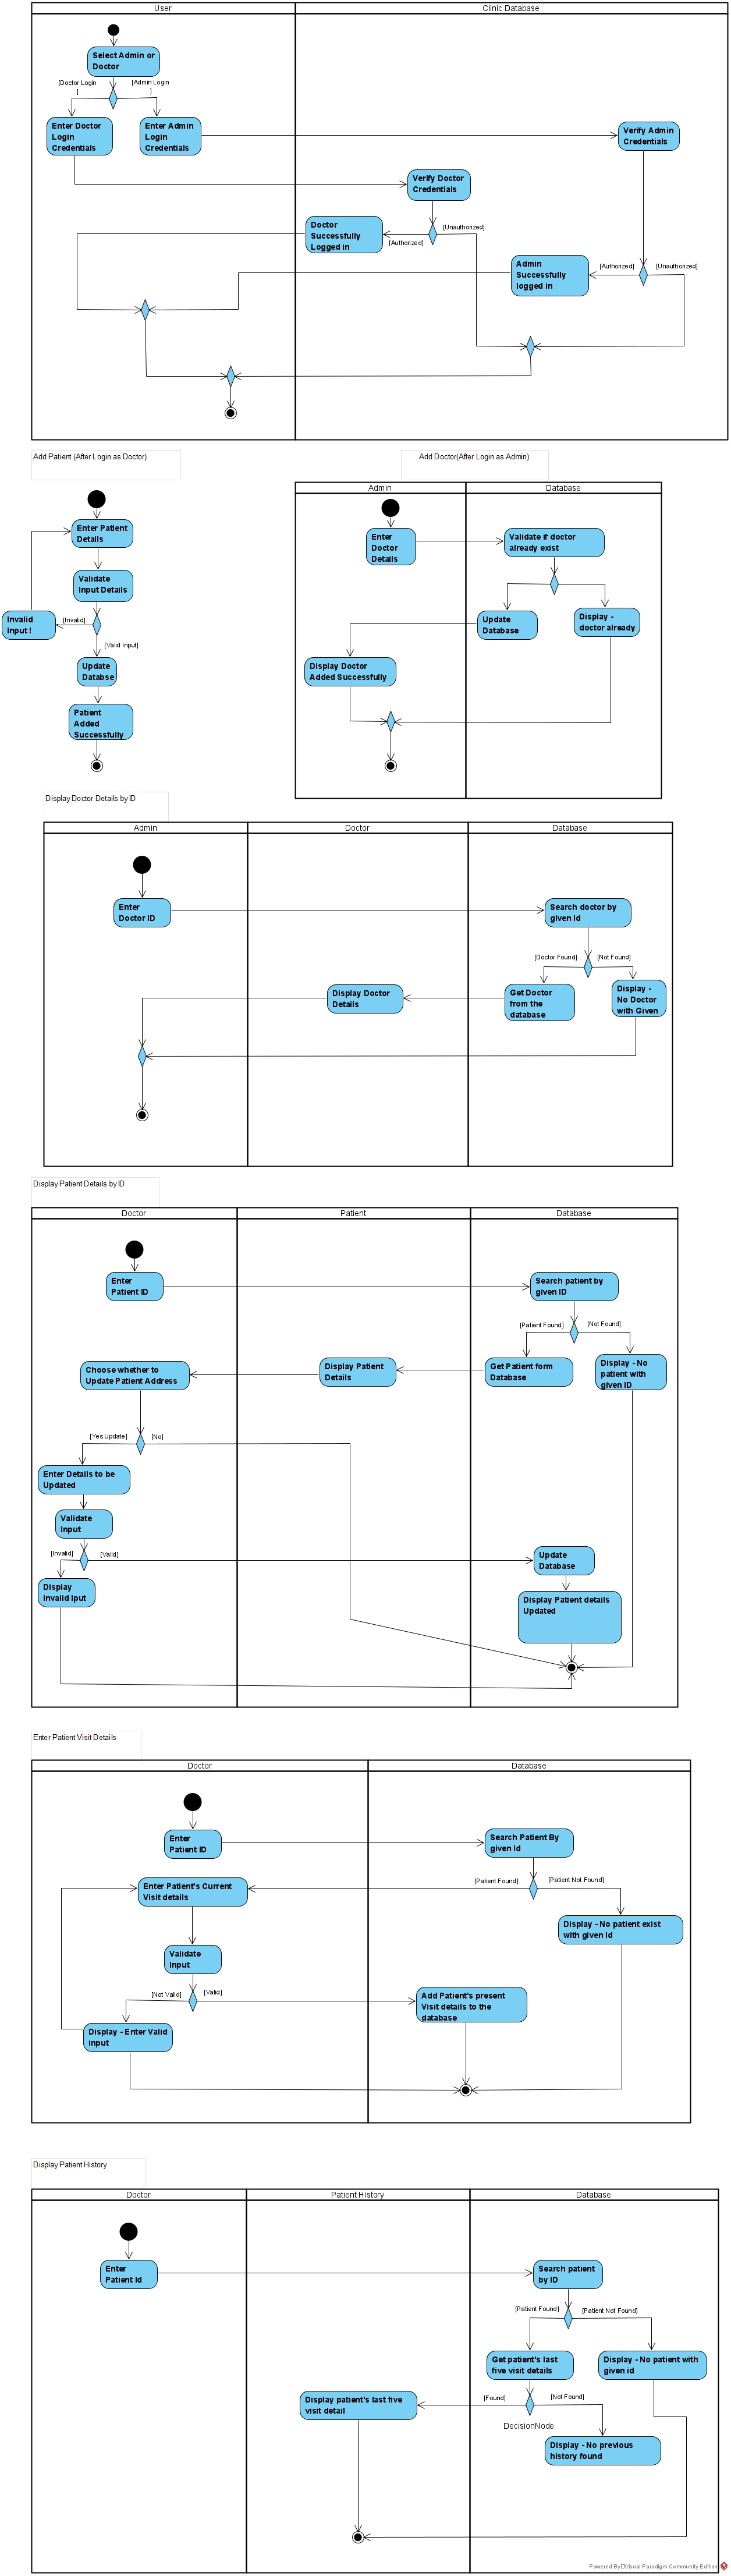 User
Clinic Database
Select Admin or
Doctor
[Doctor Login
]
[Admin Login
]
Enter Doctor
Login
Credentials
Enter Admin
Login
Credentials
Verify Admin
Credentials
Verify Doctor
Credentials
Doctor
Successfully
Logged in
[Authorized]
[Unauthorized]
Admin
Successfully
logged in
[Authorized]
[Unauthorized]
Add Patient (After Login as Doctor)
Enter Patient
Details
Validate
Input Details
Invalid
Input !
[Invalid]
[Valid Input]
Update
Databse
Patient
Added
Successfully
Add Doctor(After Login as Admin)
Admin
Database
Enter
Doctor
Details
Validate if doctor
already exist
Update
Database
Display -
doctor already
Display Doctor
Added Successfully
Display Doctor Details by ID
Admin
Doctor
Database
Enter
Doctor ID
Search doctor by
given Id
[Doctor Found]
[Not Found]
Display Doctor
Details
Get Doctor
from the
database
Display -
No Doctor
with Given
Display Patient Details by ID
Doctor
Patient
Database
Enter
Patient ID
Search patient by
given ID
[Patient Found]
[Not Found]
Choose whether to
Update Patient Address
Display Patient
Details
Get Patient form
Database
Display - No
patient with
given ID
[Yes Update]
[No]
Enter Details to be
Updated
Validate
Input
[Invalid]
[Valid]
Display
Invalid Iput
Update
Database
Display Patient details
Updated
Enter Patient Visit Details
Doctor
Database
Enter
Patient ID
Search Patient By
given Id
[Patient Found]
[Patient Not Found]
Enter Patient's Current
Visit details
Display - No patient exist
with given Id
Validate
Input
[Not Valid]
[Valid]
Add Patient's present
Visit details to the
database
Display - Enter Valid
input
Display Patient History
Doctor
Patient History
Database
Enter
Patient Id
Search patient
by ID
[Patient Found]
[Patient Not Found]
Get patient's last
five visit details
Display - No patient with
given id
Display patient's last five
visit detail
[Found]
[Not Found]
DecisionNode
Display - No previous
history found
Powered By Visual Paradigm Community Edition